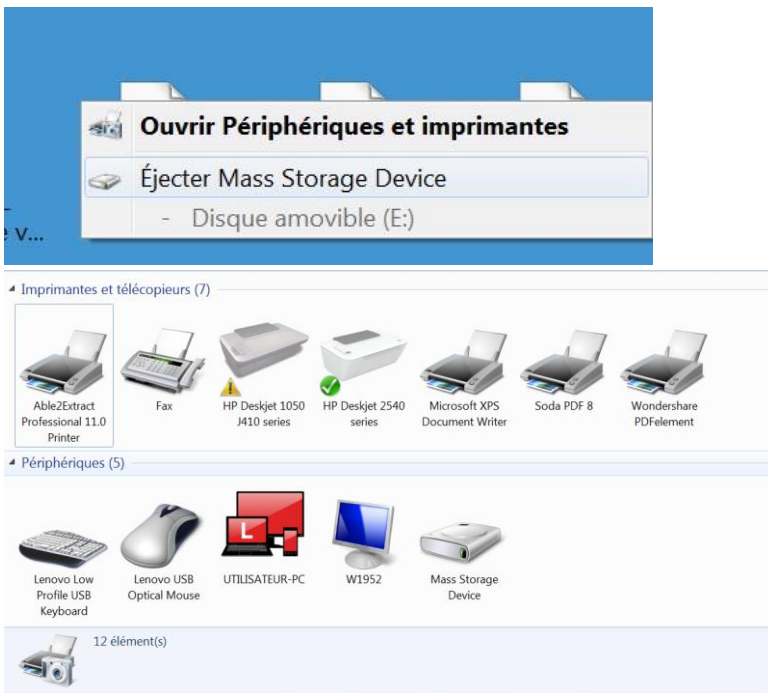 Ouvrir Périphériques et imprimantes
Éjecter Mass Storage Device
- Disque amovible (E:)
v...
Imprimantes et télécopieurs (7)
Able2Extract
Professional 11.0
Printer
Fax
HP Deskjet 1050
J410 series
HP Deskjet 2540
series
Microsoft XPS
Document Writer
Soda PDF 8
Wondershare
PDFelement
Périphériques (5)
Lenovo Low
Profile USB
Keyboard
Lenovo USB
Optical Mouse
L
UTILISATEUR-PC
W1952
Mass Storage
Device
12 élément(s)